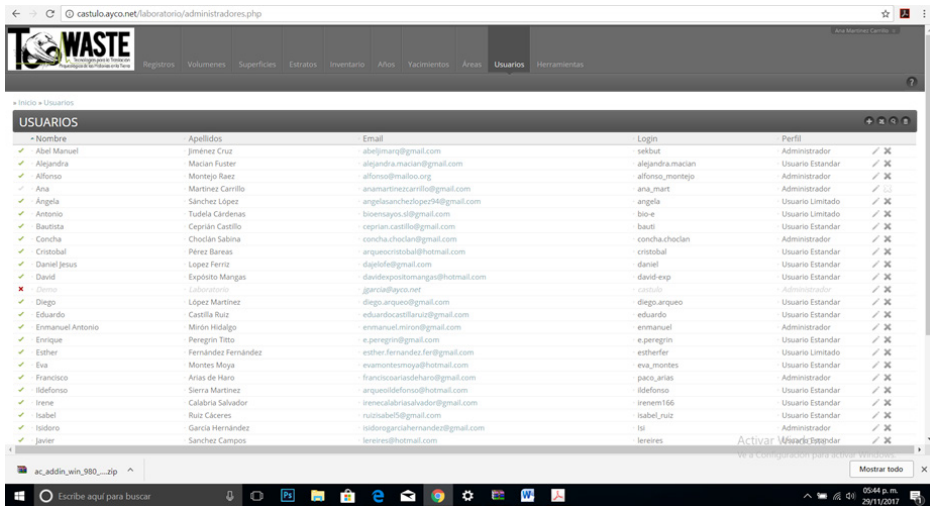 castulo.ayco.net/laboratorio/administradores.php
WASTE
Ana Martínez Carrillo
Registros Volumenes Superficies Estratos Inventario Años Yacimientos Áreas Usuarios Herramientas
?
» Inicio » Usuarios
USUARIOS
Nombre Apellidos Email Login Perfil
Abel Manuel Jiménez Cruz abeljimarq@gmail.com sekbut Administrador
Alejandra Macian Fuster alejandra.macian@gmail.com alejandra.macian Usuario Estandar
Alfonso Montejo Raez alfonso@mailoo.org alfonso_montejo Administrador
Ana Martinez Carrillo anamartinezcarrillo@gmail.com ana_mart Administrador
Ángela Sánchez López angelasanchezlopez94@gmail.com angela Usuario Limitado
Antonio Tudela Cárdenas bioensayos.sl@gmail.com bio-e Usuario Limitado
Bautista Ceprián Castillo ceprian.castillo@gmail.com bauti Usuario Limitado
Concha Choclán Sabina concha.choclan@gmail.com concha.choclan Administrador
Cristobal Pérez Bareas arqueocristobal@hotmail.com cristobal Usuario Estandar
Daniel Jesus Lopez Ferriz dajelofe@gmail.com daniel Usuario Estandar
David Expósito Mangas davidexpositomangas@hotmail.com david-exp Usuario Estandar
Demo Laboratorio jgarcia@ayco.net castulo Administrador
Diego López Martínez diego.arqueo@gmail.com diego.arqueo Usuario Estandar
Eduardo Castilla Ruiz eduardocastillaruiz@gmail.com eduardo Usuario Estandar
Enmanuel Antonio Mirón Hidalgo enmanuel.miron@gmail.com enmanuel Administrador
Enrique Peregrin Titto e.peregrin@gmail.com e.peregrin Usuario Estandar
Esther Fernández Fernández esther.fernandez.fer@gmail.com estherfer Usuario Limitado
Eva Montes Moya evamontesmoya@hotmail.com eva_montes Usuario Estandar
Francisco Arias de Haro franciscoariasdeharo@gmail.com paco_arias Administrador
Ildefonso Sierra Martinez arqueoildefonso@hotmail.com ildefonso Usuario Estandar
Irene Calabria Salvador irenecalabriasalvador@gmail.com irenem166 Usuario Estandar
Isabel Ruiz Cáceres ruizisabel5@gmail.com isabel_ruiz Usuario Estandar
Isidoro García Hernández isidorogarciahernandez@gmail.com Isi Administrador
Javier Sanchez Campos lereires@hotmail.com lereires Usuario Estandar
Activar Windows
Ve a Configuración para activar Windows.
ac_addin_win_980_....zip Mostrar todo
Escribe aquí para buscar
05:44 p. m.
29/11/2017